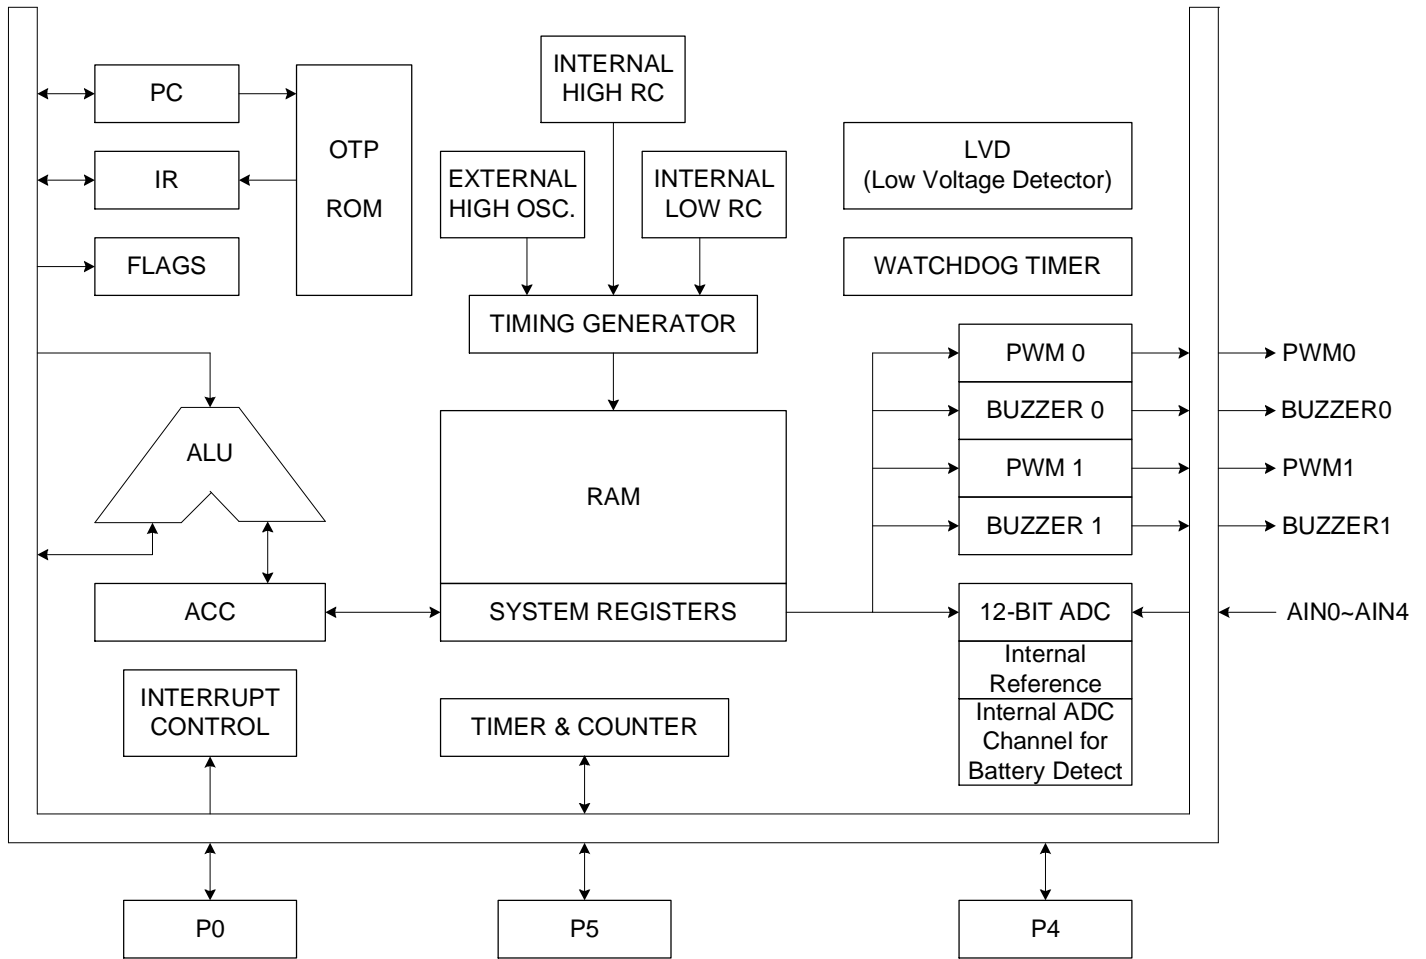 PC
IR
FLAGS
OTP
ROM
INTERNAL
HIGH RC
EXTERNAL
HIGH OSC.
INTERNAL
LOW RC
TIMING GENERATOR
LVD
(Low Voltage Detector)
WATCHDOG TIMER
ALU
ACC
RAM
SYSTEM REGISTERS
PWM 0
BUZZER 0
PWM 1
BUZZER 1
12-BIT ADC
Internal
Reference
Internal ADC
Channel for
Battery Detect
PWM0
BUZZER0
PWM1
BUZZER1
AIN0~AIN4
INTERRUPT
CONTROL
TIMER & COUNTER
P0
P5
P4